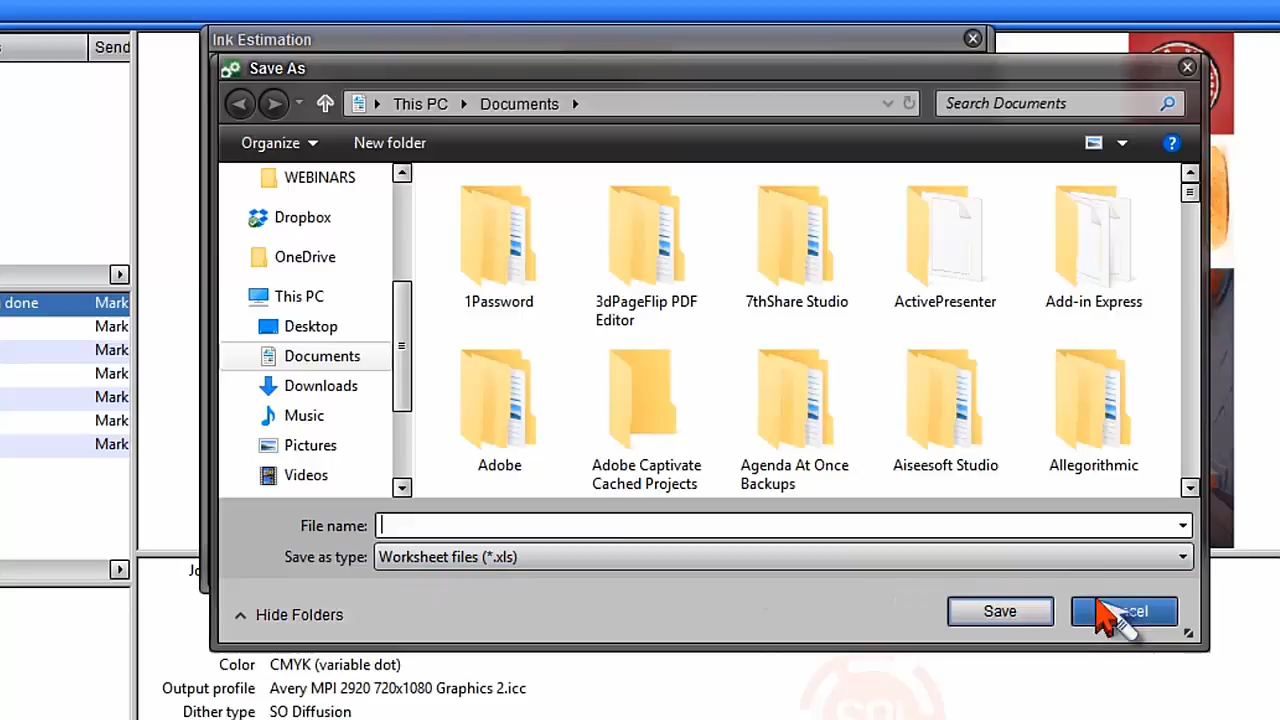 Ink Estimation
Send
Save As
This PC Documents
Search Documents
Organize
New folder
WEBINARS
Dropbox
OneDrive
This PC
Desktop
Documents
Downloads
Music
Pictures
Videos
1Password
3dPageFlip PDF
Editor
7thShare Studio
ActivePresenter
Add-in Express
Adobe
Adobe Captivate
Cached Projects
Agenda At Once
Backups
Aiseesoft Studio
Allegorithmic
done Mark
Mark
Mark
Mark
Mark
Mark
Mark
File name:
Save as type: Worksheet files (*.xls)
Hide Folders
Save
Color CMYK (variable dot)
Output profile Avery MPI 2920 720x1080 Graphics 2.icc
Dither type SO Diffusion